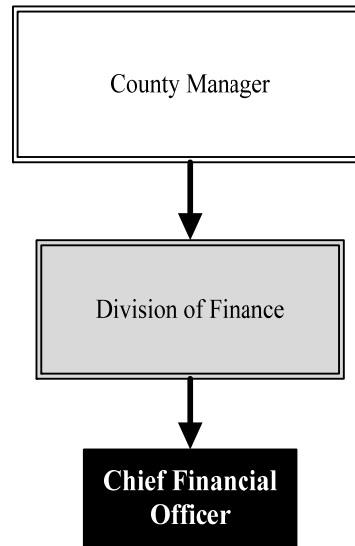 County Manager
Division of Finance
Chief Financial
Officer